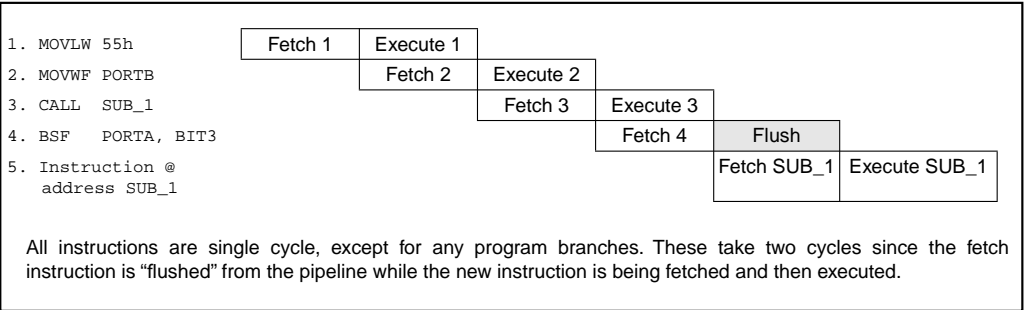 1. MOVLW 55h Fetch 1 Execute 1
2. MOVWF PORTB Fetch 2 Execute 2
3. CALL SUB_1 Fetch 3 Execute 3
4. BSF PORTA, BIT3 Fetch 4 Flush
5. Instruction @ Fetch SUB_1 Execute SUB_1
address SUB_1
All instructions are single cycle, except for any program branches. These take two cycles since the fetch
instruction is “flushed” from the pipeline while the new instruction is being fetched and then executed.